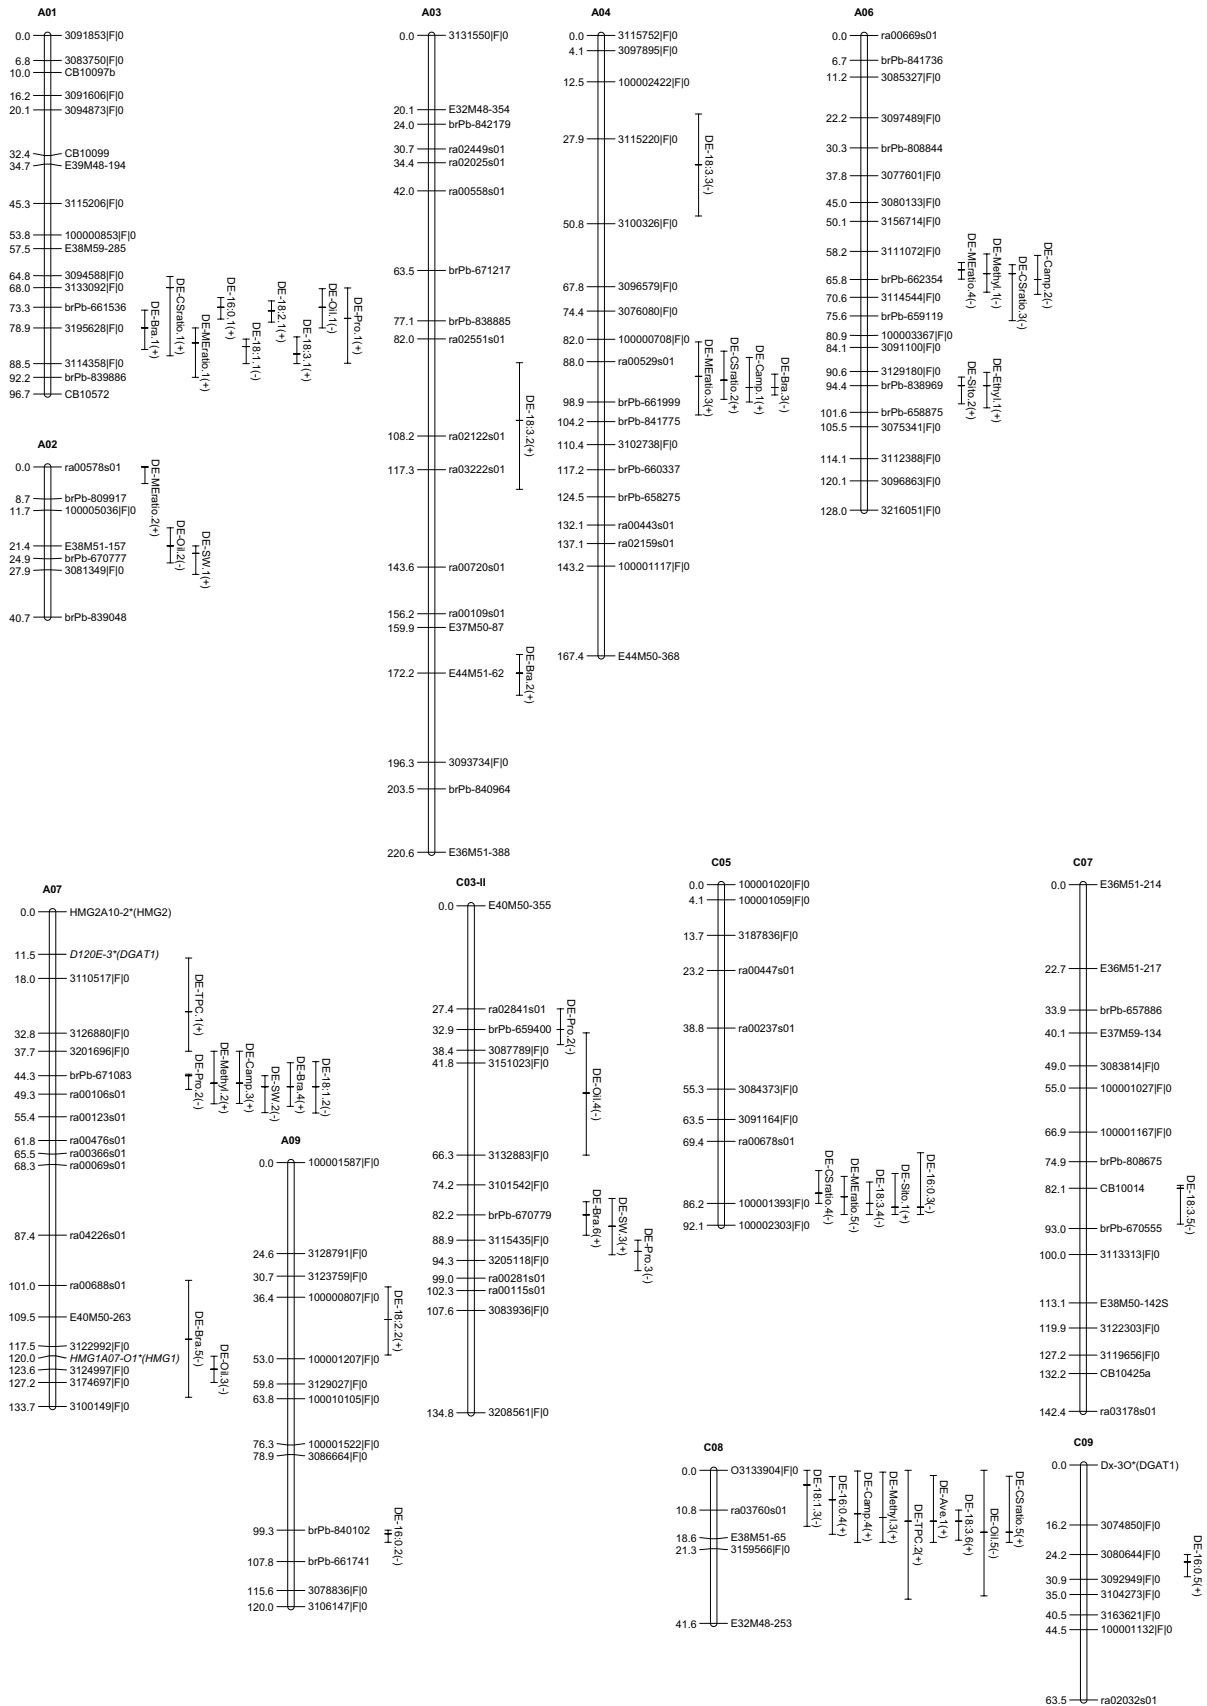 A01
0.0 3091853|F|0
6.8 3083750|F|0
10.0 CB10097b
16.2 3091606|F|0
20.1 3094873|F|0
32.4 CB10099
34.7 E39M48-194
45.3 3115206|F|0
53.8 100000853|F|0
57.5 E38M59-285
64.8 3094588|F|0
68.0 3133092|F|0
73.3 brPb-661536
78.9 3195628|F|0
88.5 3114358|F|0
92.2 brPb-839886
96.7 CB10572
DE-Bra.1(+)
DE-CSratio.1(+)
DE-MEratio.1(+)
DE-16:0.1(+)
DE-18:1.1(-)
DE-18:2.1(+)
DE-18:3.1(+)
DE-Oil.1(-)
DE-Pro.1(+)
A02
0.0 ra00578s01
8.7 brPb-809917
11.7 100005036|F|0
21.4 E38M51-157
24.9 brPb-670777
27.9 3081349|F|0
40.7 brPb-839048
DE-MEratio.2(+)
DE-Oil.2(-)
DE-SW.1(+)
A03
0.0 3131550|F|0
20.1 E32M48-354
24.0 brPb-842179
30.7 ra02449s01
34.4 ra02025s01
42.0 ra00558s01
63.5 brPb-671217
77.1 brPb-838885
82.0 ra02551s01
108.2 ra02122s01
117.3 ra03222s01
143.6 ra00720s01
156.2 ra00109s01
159.9 E37M50-87
172.2 E44M51-62
196.3 3093734|F|0
203.5 brPb-840964
220.6 E36M51-388
DE-18:3.2(+)
DE-Bra.2(+)
A04
0.0 3115752|F|0
4.1 3097895|F|0
12.5 100002422|F|0
27.9 3115220|F|0
50.8 3100326|F|0
67.8 3096579|F|0
74.4 3076080|F|0
82.0 100000708|F|0
88.0 ra00529s01
98.9 brPb-661999
104.2 brPb-841775
110.4 3102738|F|0
117.2 brPb-660337
124.5 brPb-658275
132.1 ra00443s01
137.1 ra02159s01
143.2 100001117|F|0
167.4 E44M50-368
DE-18:3.3(-)
DE-MEratio.3(+)
DE-CSratio.2(+)
DE-Camp.1(+)
DE-Bra.3(-)
A06
0.0 ra00669s01
6.7 brPb-841736
11.2 3085327|F|0
22.2 3097489|F|0
30.3 brPb-808844
37.8 3077601|F|0
45.0 3080133|F|0
50.1 3156714|F|0
58.2 3111072|F|0
65.8 brPb-662354
70.6 3114544|F|0
75.6 brPb-659119
80.9 100003367|F|0
84.1 3091100|F|0
90.6 3129180|F|0
94.4 brPb-838969
101.6 brPb-658875
105.5 3075341|F|0
114.1 3112388|F|0
120.1 3096863|F|0
128.0 3216051|F|0
DE-MEratio.4(-)
DE-Methyl.1(-)
DE-CSratio.3(-)
DE-Camp.2(-)
DE-Sito.2(+)
DE-Ethyl.1(+)
A07
0.0 HMG2A10-2*(HMG2)
11.5 D120E-3*(DGAT1)
18.0 3110517|F|0
32.8 3126880|F|0
37.7 3201696|F|0
44.3 brPb-671083
49.3 ra00106s01
55.4 ra00123s01
61.8 ra00476s01
65.5 ra00366s01
68.3 ra00069s01
87.4 ra04226s01
101.0 ra00688s01
109.5 E40M50-263
117.5 3122992|F|0
120.0 HMG1A07-O1*(HMG1)
123.6 3124997|F|0
127.2 3174697|F|0
133.7 3100149|F|0
DE-TPC.1(+)
DE-Pro.2(-)
DE-Methyl.2(+)
DE-Camp.3(+)
DE-SW.2(-)
DE-Bra.4(+)
DE-18:1.2(-)
DE-Bra.5(-)
DE-Oil.3(-)
A09
0.0 100001587|F|0
24.6 3128791|F|0
30.7 3123759|F|0
36.4 100000807|F|0
53.0 100001207|F|0
59.8 3129027|F|0
63.8 100010105|F|0
76.3 100001522|F|0
78.9 3086664|F|0
99.3 brPb-840102
107.8 brPb-661741
115.6 3078836|F|0
120.0 3106147|F|0
DE-18:2.2(+)
DE-16:0.2(-)
C03-II
0.0 E40M50-355
27.4 ra02841s01
32.9 brPb-659400
38.4 3087789|F|0
41.8 3151023|F|0
66.3 3132883|F|0
74.2 3101542|F|0
82.2 brPb-670779
88.9 3115435|F|0
94.3 3205118|F|0
99.0 ra00281s01
102.3 ra00115s01
107.6 3083936|F|0
134.8 3208561|F|0
DE-Pro.2(-)
DE-Oil.4(-)
DE-Bra.6(+)
DE-SW.3(+)
DE-Pro.3(-)
C05
0.0 100001020|F|0
4.1 100001059|F|0
13.7 3187836|F|0
23.2 ra00447s01
38.8 ra00237s01
55.3 3084373|F|0
63.5 3091164|F|0
69.4 ra00678s01
86.2 100001393|F|0
92.1 100002303|F|0
DE-CSratio.4(-)
DE-MEratio.5(-)
DE-18:3.4(-)
DE-Sito.1(+)
DE-16:0.3(-)
C07
0.0 E36M51-214
22.7 E36M51-217
33.9 brPb-657886
40.1 E37M59-134
49.0 3083814|F|0
55.0 100001027|F|0
66.9 100001167|F|0
74.9 brPb-808675
82.1 CB10014
93.0 brPb-670555
100.0 3113313|F|0
113.1 E38M50-142S
119.9 3122303|F|0
127.2 3119656|F|0
132.2 CB10425a
142.4 ra03178s01
DE-18:3.5(-)
C08
0.0 O3133904|F|0
10.8 ra03760s01
18.6 E38M51-65
21.3 3159566|F|0
41.6 E32M48-253
DE-18:1.3(-)
DE-16:0.4(+)
DE-Camp.4(+)
DE-Methyl.3(+)
DE-TPC.2(+)
DE-Ave.1(+)
DE-18:3.6(+)
DE-Oil.5(-)
DE-CSratio.5(+)
C09
0.0 Dx-3O*(DGAT1)
16.2 3074850|F|0
24.2 3080644|F|0
30.9 3092949|F|0
35.0 3104273|F|0
40.5 3163621|F|0
44.5 100001132|F|0
63.5 ra02032s01
DE-16:0.5(+)